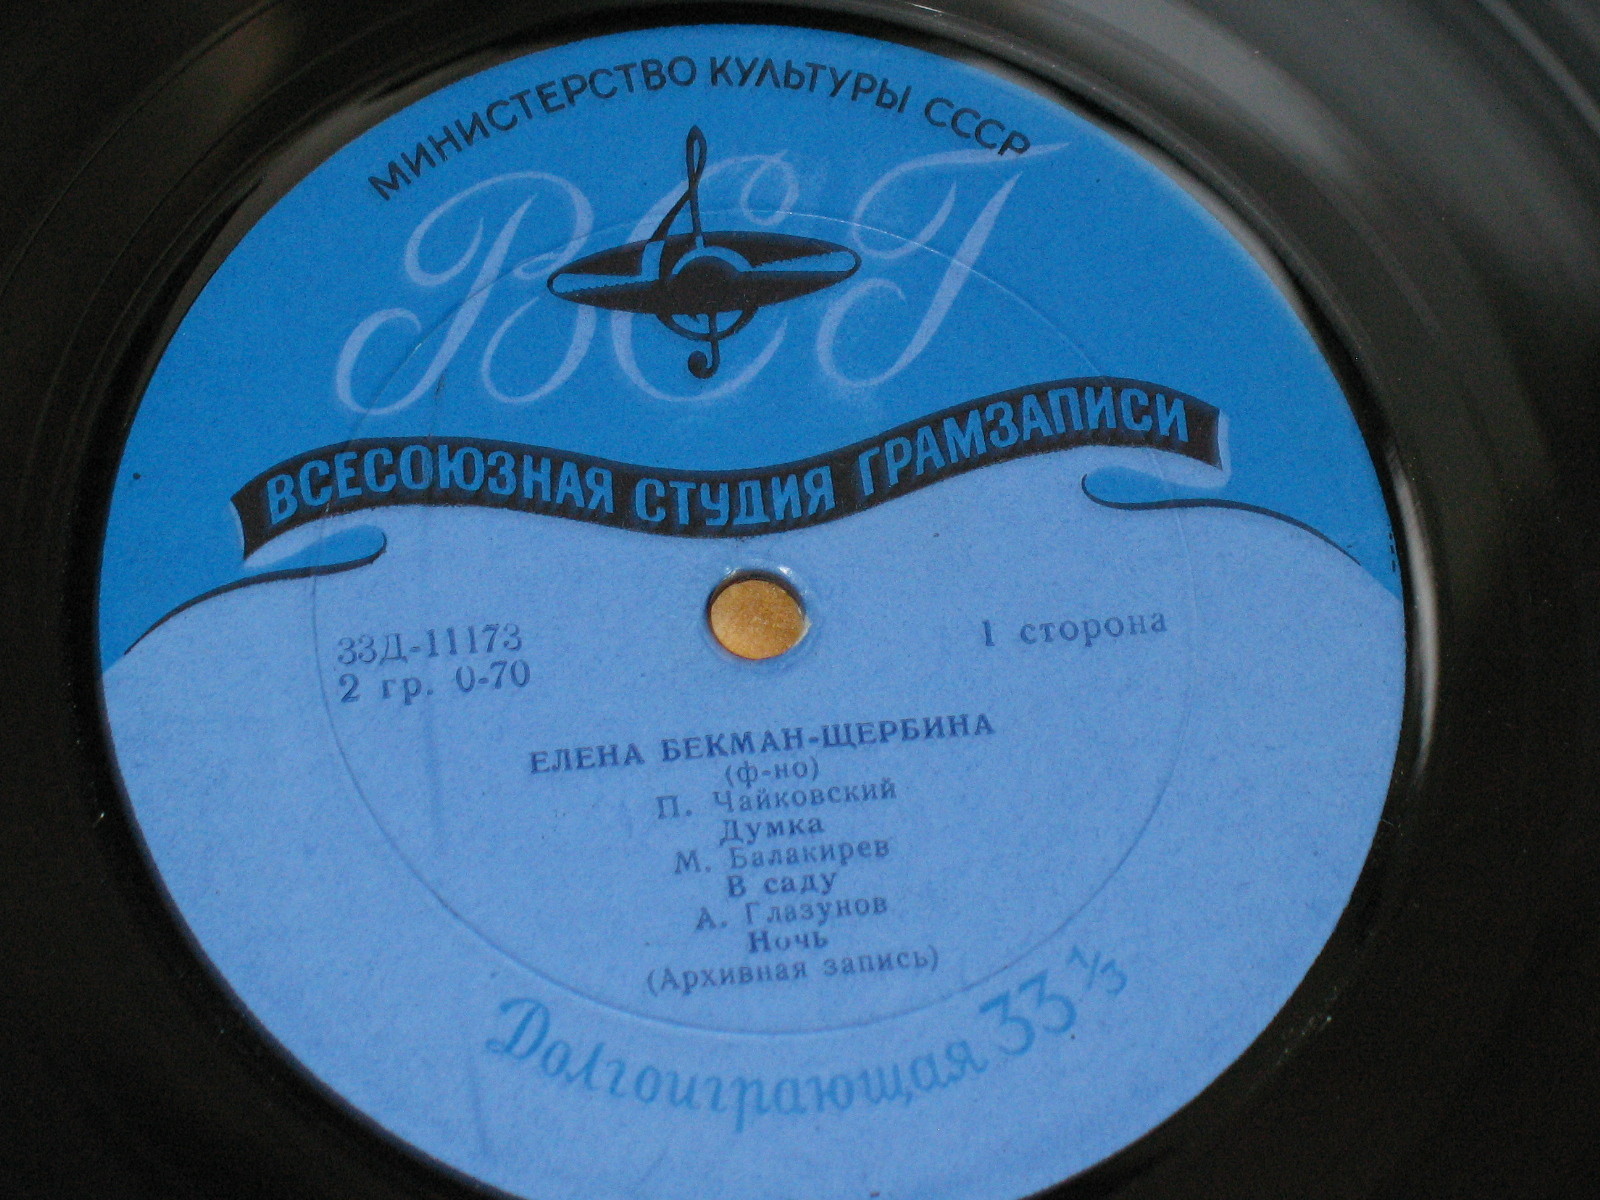 МИНИСТЕРСТВО КУЛЬТУРЫ СССР
ВСГ
ВСЕСОЮЗНАЯ СТУДИЯ ГРАМЗАПИСИ
33Д-11173
2 гр. 0-70
1 сторона
ЕЛЕНА БЕКМАН-ЩЕРБИНА
(ф-но)
П. Чайковский
Думка
М. Балакирев
В саду
А. Глазунов
Ночь
(Архивная запись)
Долгоиграющая 33 1/3